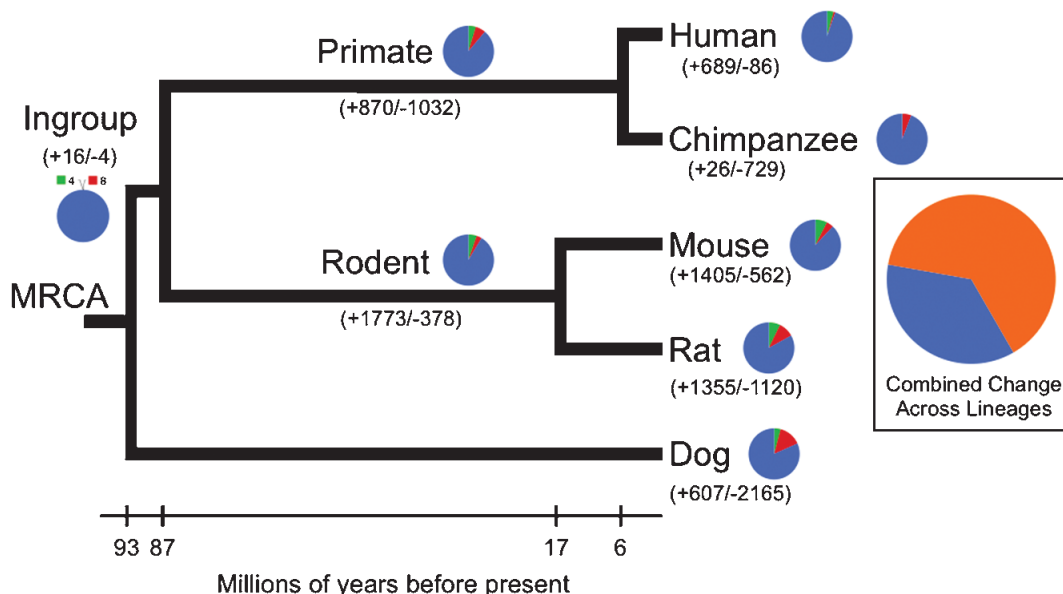 Primate
(+870/-1032)
Human
(+689/-86)
Ingroup
(+16/-4)
4 8
Chimpanzee
(+26/-729)
MRCA
Rodent
(+1773/-378)
Mouse
(+1405/-562)
Rat
(+1355/-1120)
Dog
(+607/-2165)
Combined Change
Across Lineages
93 87 17 6
Millions of years before present